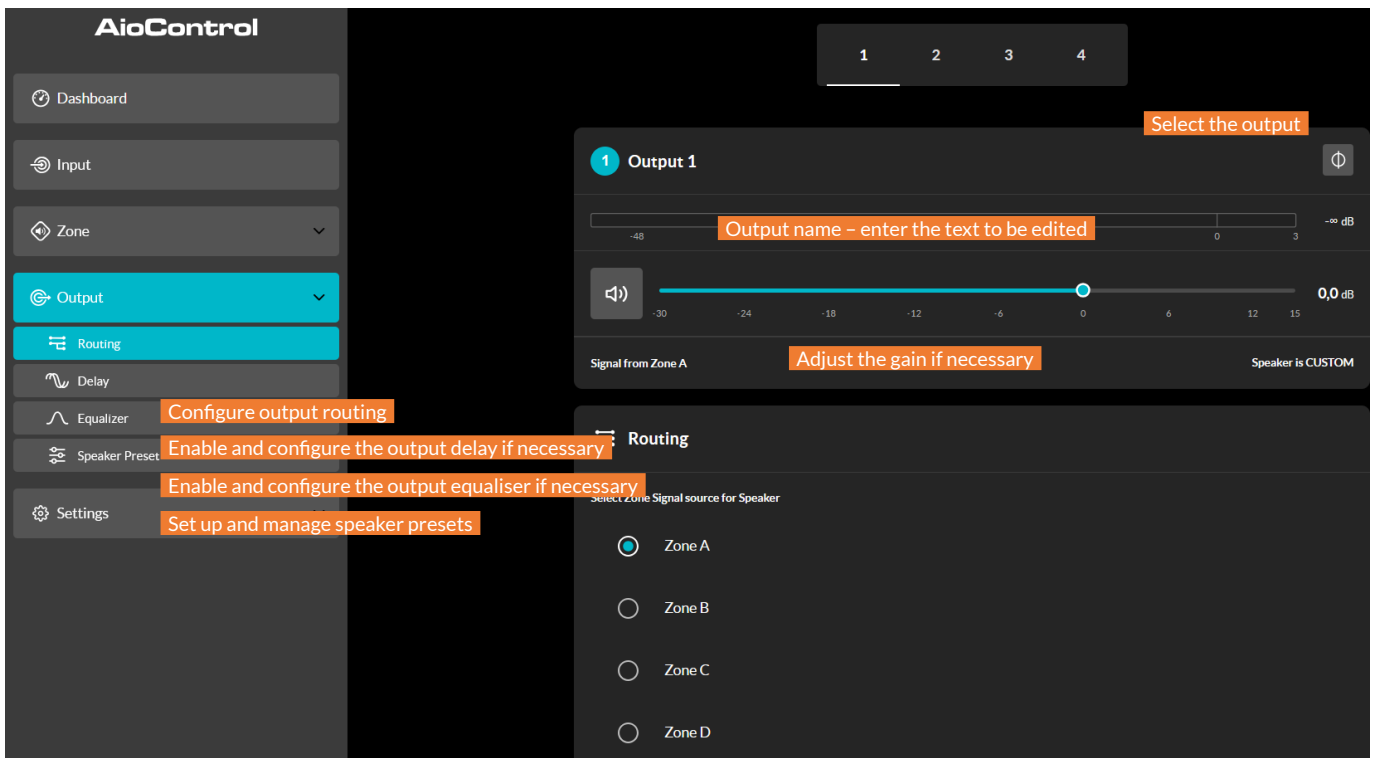 AioControl
Dashboard
Input
Zone
Output
Routing
Delay
Equalizer
Speaker Preset
Settings
Configure output routing
Enable and configure the output delay if necessary
Enable and configure the output equaliser if necessary
Set up and manage speaker presets
1 2 3 4
Select the output
1 Output 1
-∞ dB
Output name – enter the text to be edited
-48 0 3
0,0 dB
-30 -24 -18 -12 -6 0 6 12 15
Adjust the gain if necessary
Signal from Zone A
Speaker is CUSTOM
Routing
Select Zone Signal source for Speaker
Zone A
Zone B
Zone C
Zone D